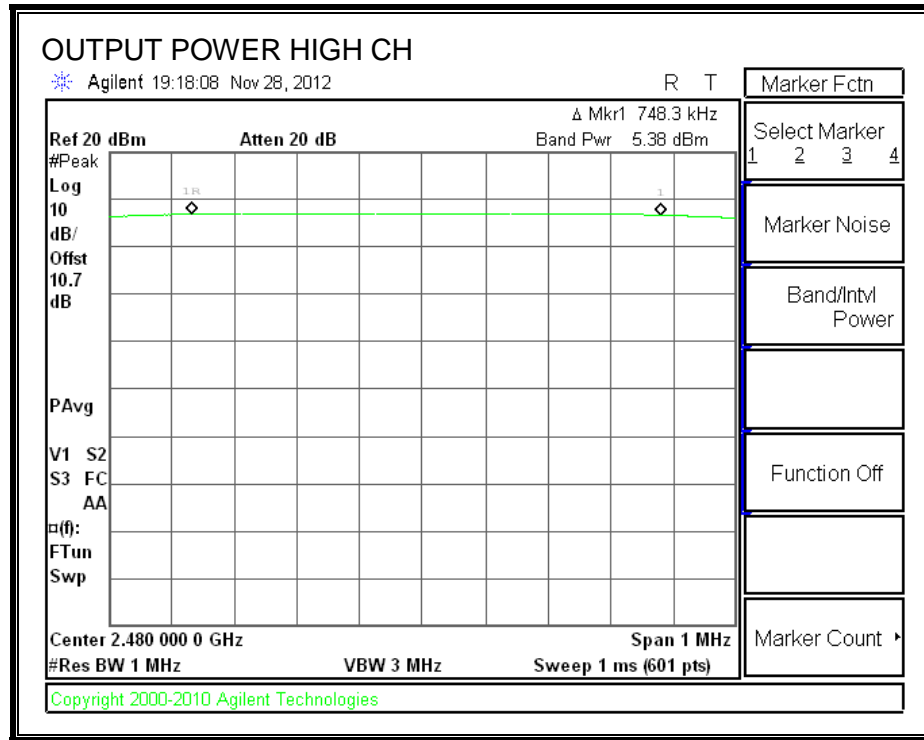 OUTPUT POWER HIGH CH
Agilent 19:18:08 Nov 28, 2012 R T
Δ Mkr1 748.3 kHz
Ref 20 dBm Atten 20 dB Band Pwr 5.38 dBm
#Peak
Log
10
dB/
Offst
10.7
dB
1R
1
PAvg
V1 S2
S3 FC
AA
¤(f):
FTun
Swp
Center 2.480 000 0 GHz Span 1 MHz
#Res BW 1 MHz VBW 3 MHz Sweep 1 ms (601 pts)
Copyright 2000-2010 Agilent Technologies
Marker Fctn
Select Marker
1 2 3 4
Marker Noise
Band/Intvl
Power
Function Off
Marker Count